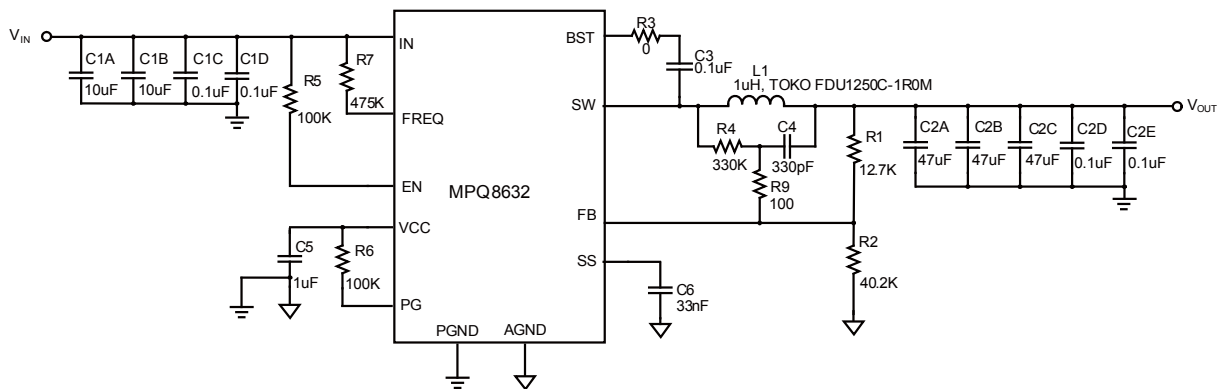 V_IN
C1A
10uF
C1B
10uF
C1C
0.1uF
C1D
0.1uF
R5
100K
R7
475K
IN
FREQ
EN
VCC
PG
PGND
AGND
MPQ8632
BST
SW
FB
SS
C5
1uF
R6
100K
R3
0
C3
0.1uF
L1
1uH, TOKO FDU1250C-1R0M
R4
330K
C4
330pF
R9
100
R1
12.7K
R2
40.2K
C6
33nF
C2A
47uF
C2B
47uF
C2C
47uF
C2D
0.1uF
C2E
0.1uF
V_OUT